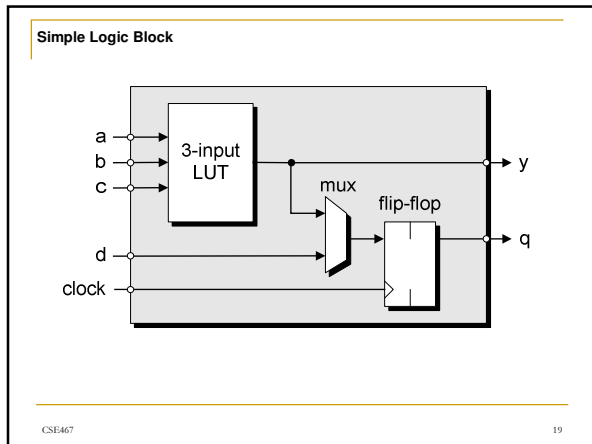 Simple Logic Block
3-input
LUT
a
b
c
d
clock
mux
flip-flop
y
q
CSE467
19